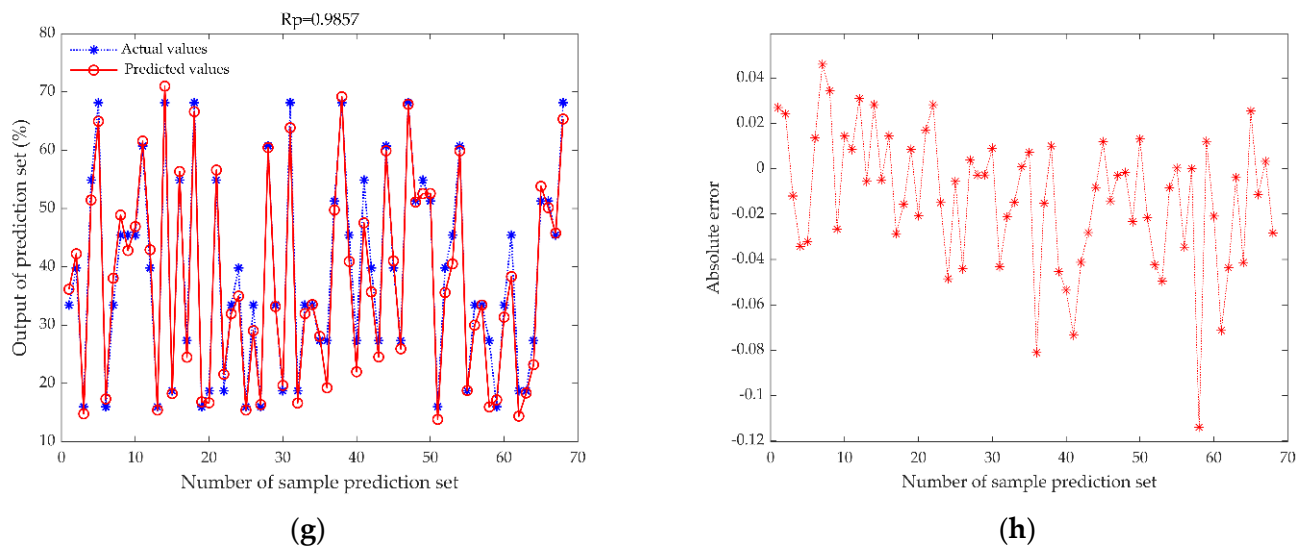 Rp=0.9857
Actual values
Predicted values
Output of prediction set (%)
80
70
60
50
40
30
20
10
0 10 20 30 40 50 60 70
Number of sample prediction set
(g)
Absolute error
0.04
0.02
0
-0.02
-0.04
-0.06
-0.08
-0.1
-0.12
0 10 20 30 40 50 60 70
Number of sample prediction set
(h)